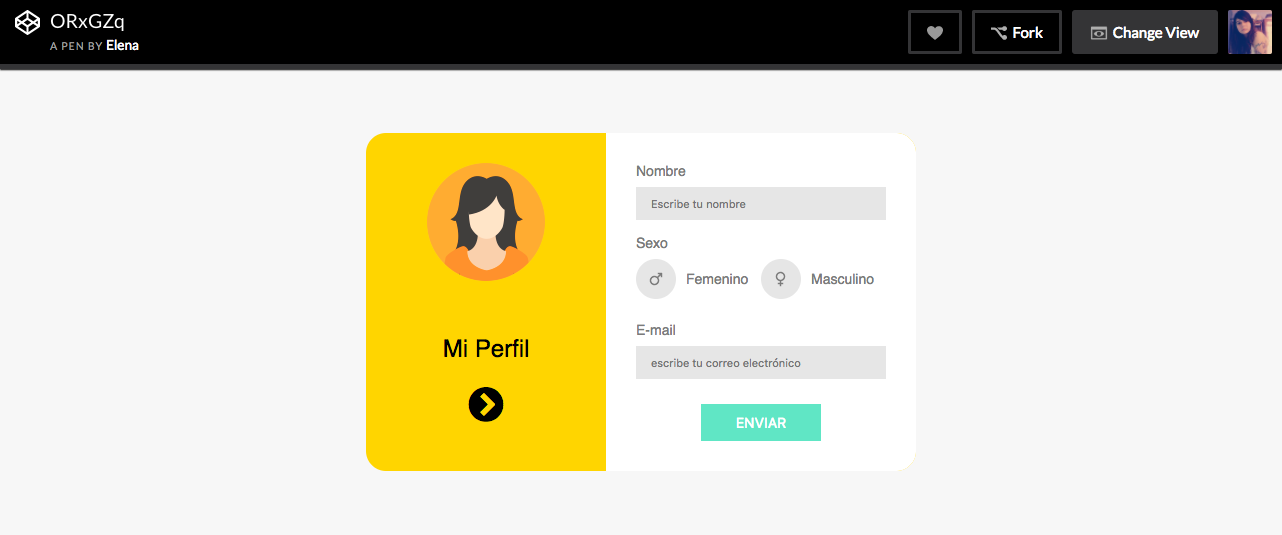 ORxGZq
A PEN BY Elena
Fork
Change View
Mi Perfil
Nombre
Escribe tu nombre
Sexo
Femenino
Masculino
E-mail
escribe tu correo electrónico
ENVIAR